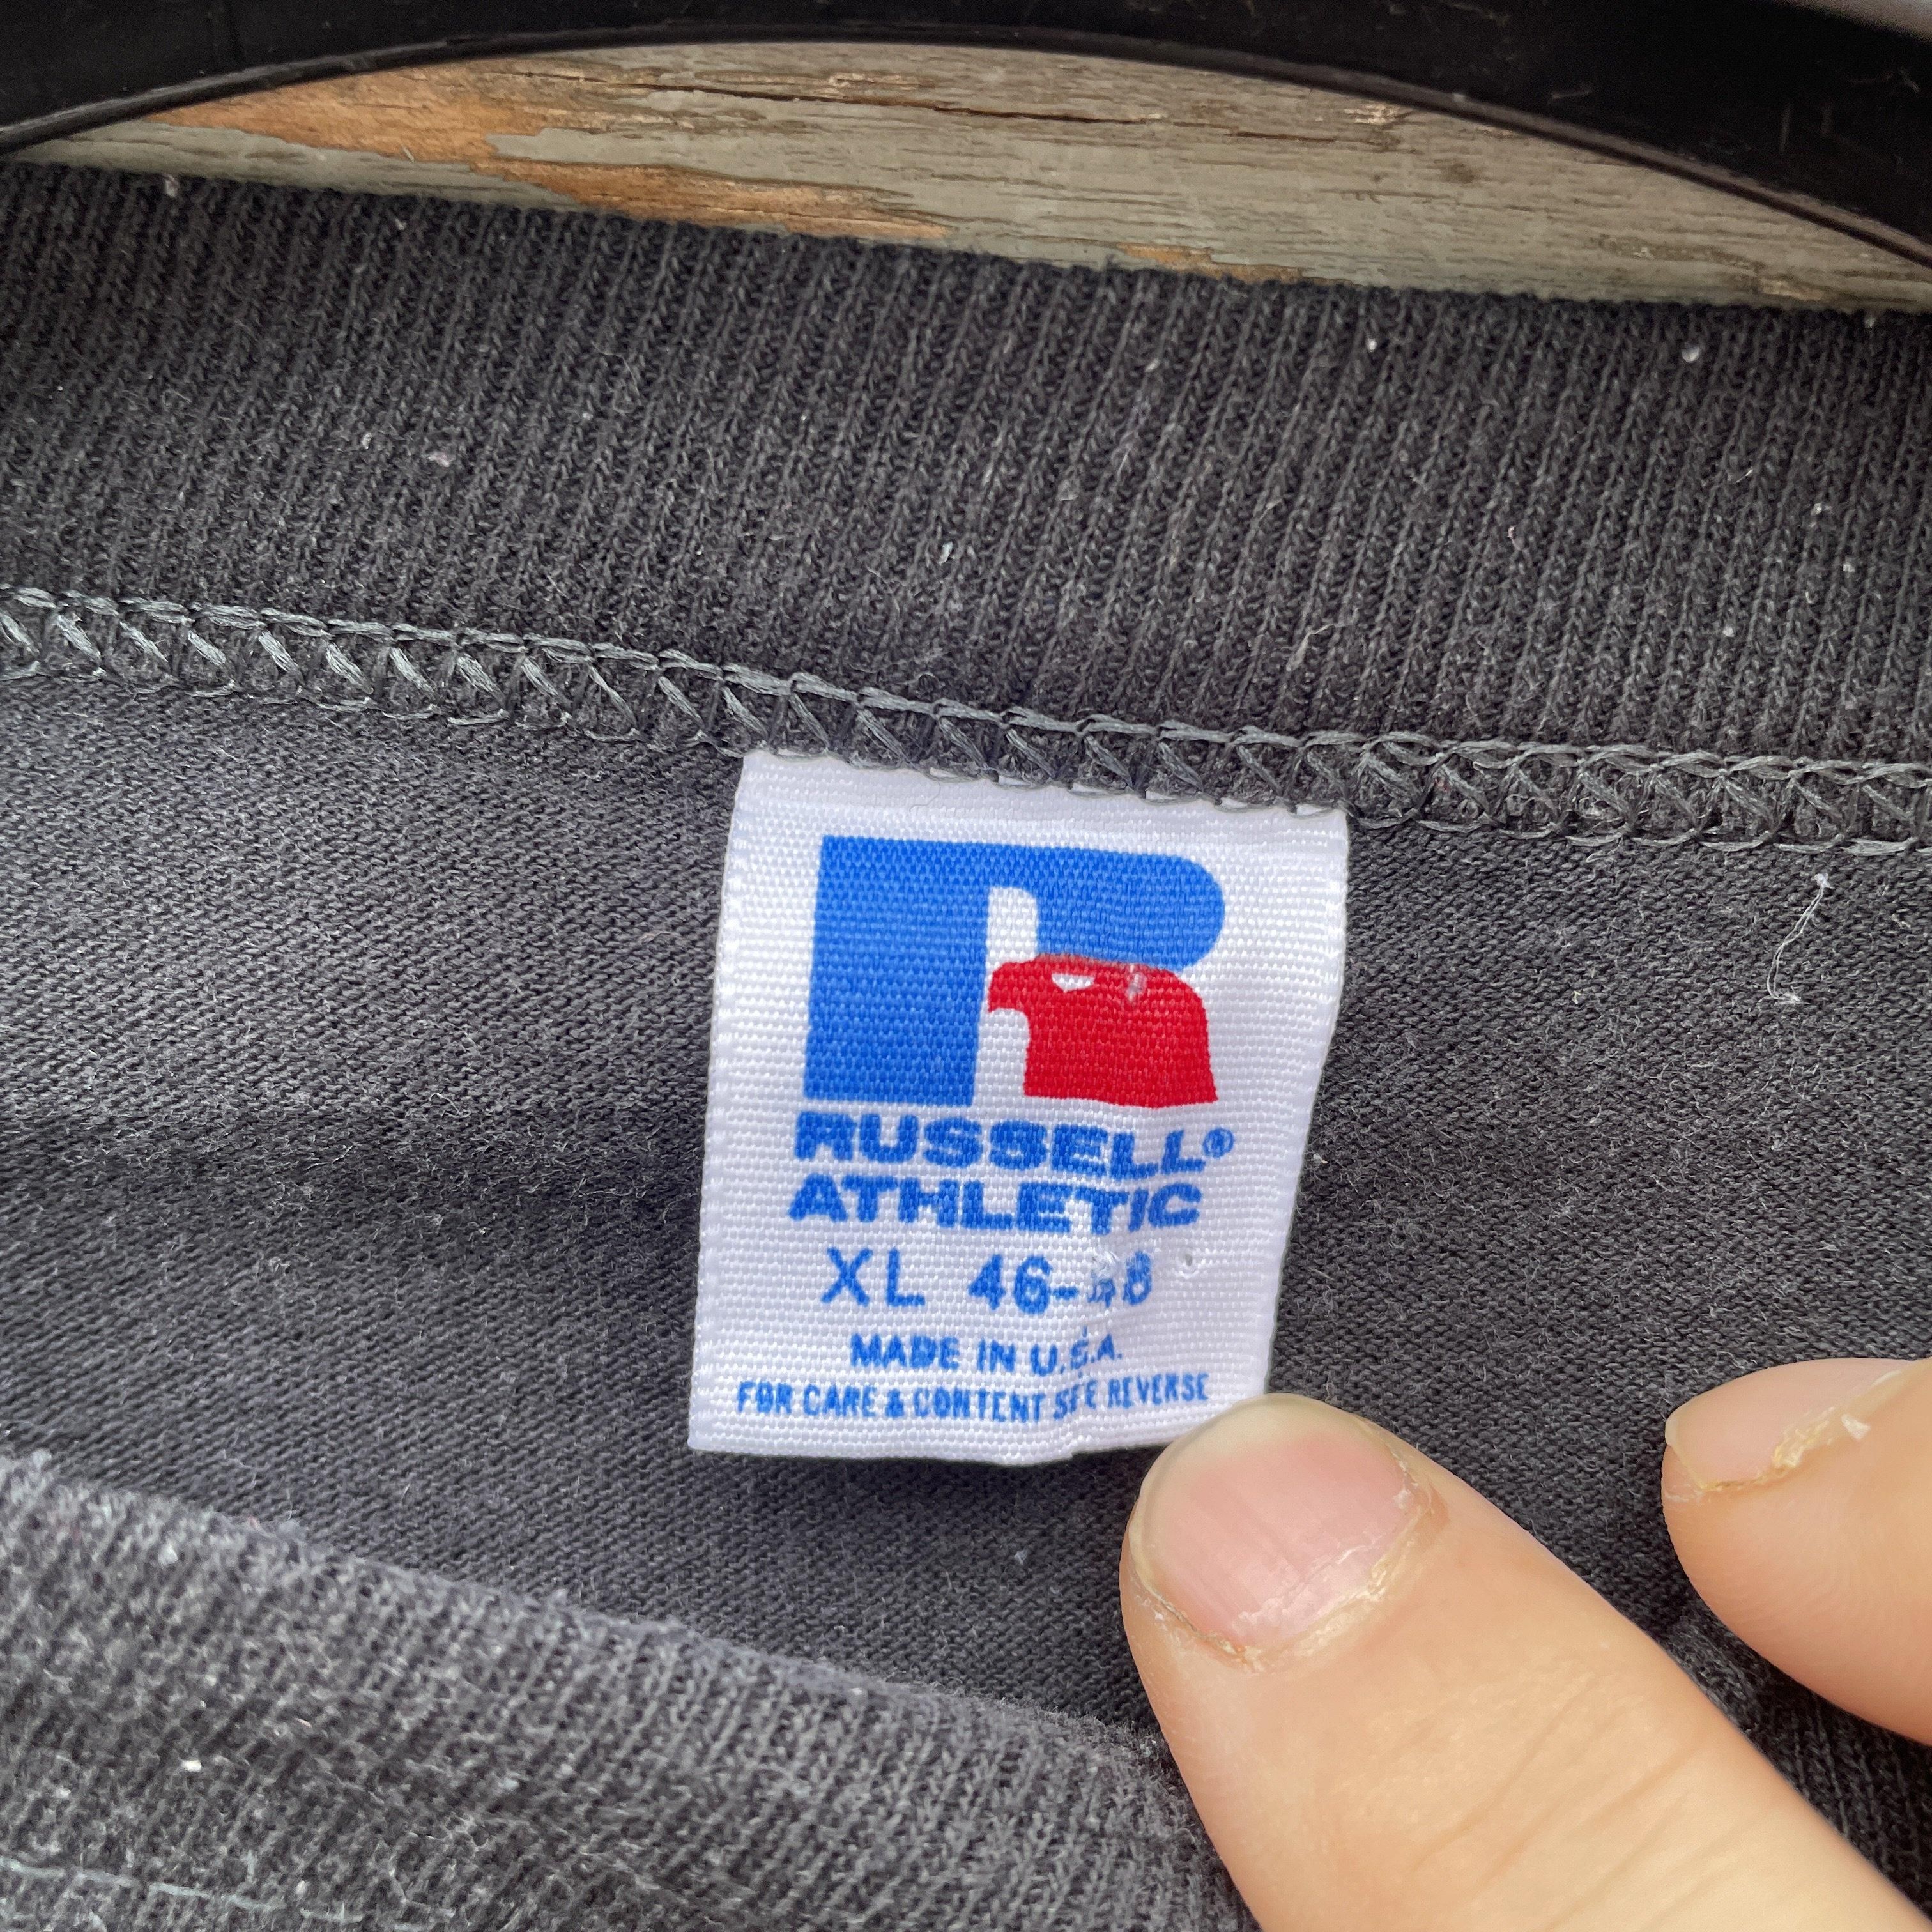 R
RUSSELL®
ATHLETIC
XL 46-48
MADE IN U.S.A.
FOR CARE & CONTENT SEE REVERSE